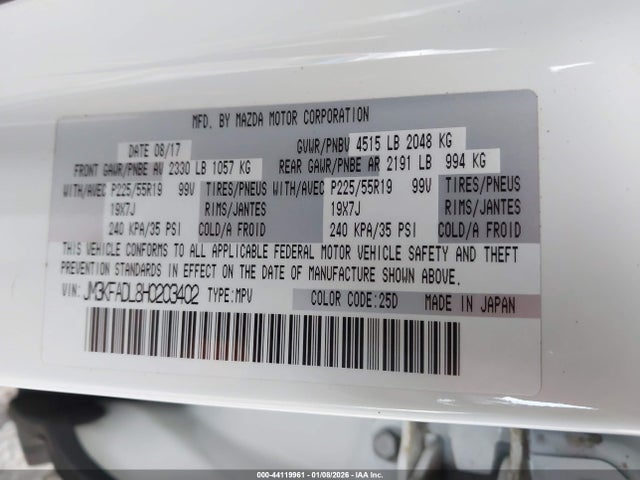 MFD. BY MAZDA MOTOR CORPORATION
DATE 08/17 GVWR/PNBV 4515 LB 2048 KG
FRONT GAWR/PNBE AV 2330 LB 1057 KG REAR GAWR/PNBE AR 2191 LB 994 KG
WITH/AVEC P225/55R19 99V TIRES/PNEUS WITH/AVEC P225/55R19 99V TIRES/PNEUS
19X7J RIMS/JANTES 19X7J RIMS/JANTES
240 KPA/35 PSI COLD/A FROID 240 KPA/35 PSI COLD/A FROID
THIS VEHICLE CONFORMS TO ALL APPLICABLE FEDERAL MOTOR VEHICLE SAFETY AND THEFT
PREVENTION STANDARDS IN EFFECT ON THE DATE OF MANUFACTURE SHOWN ABOVE.
VIN: JM3KFADL8H0203402 TYPE:MPV COLOR CODE:25D MADE IN JAPAN
000-44119961 - 01/08/2026 - IAA Inc.